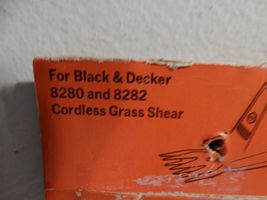 For Black & Decker
8280 and 8282
Cordless Grass Shear